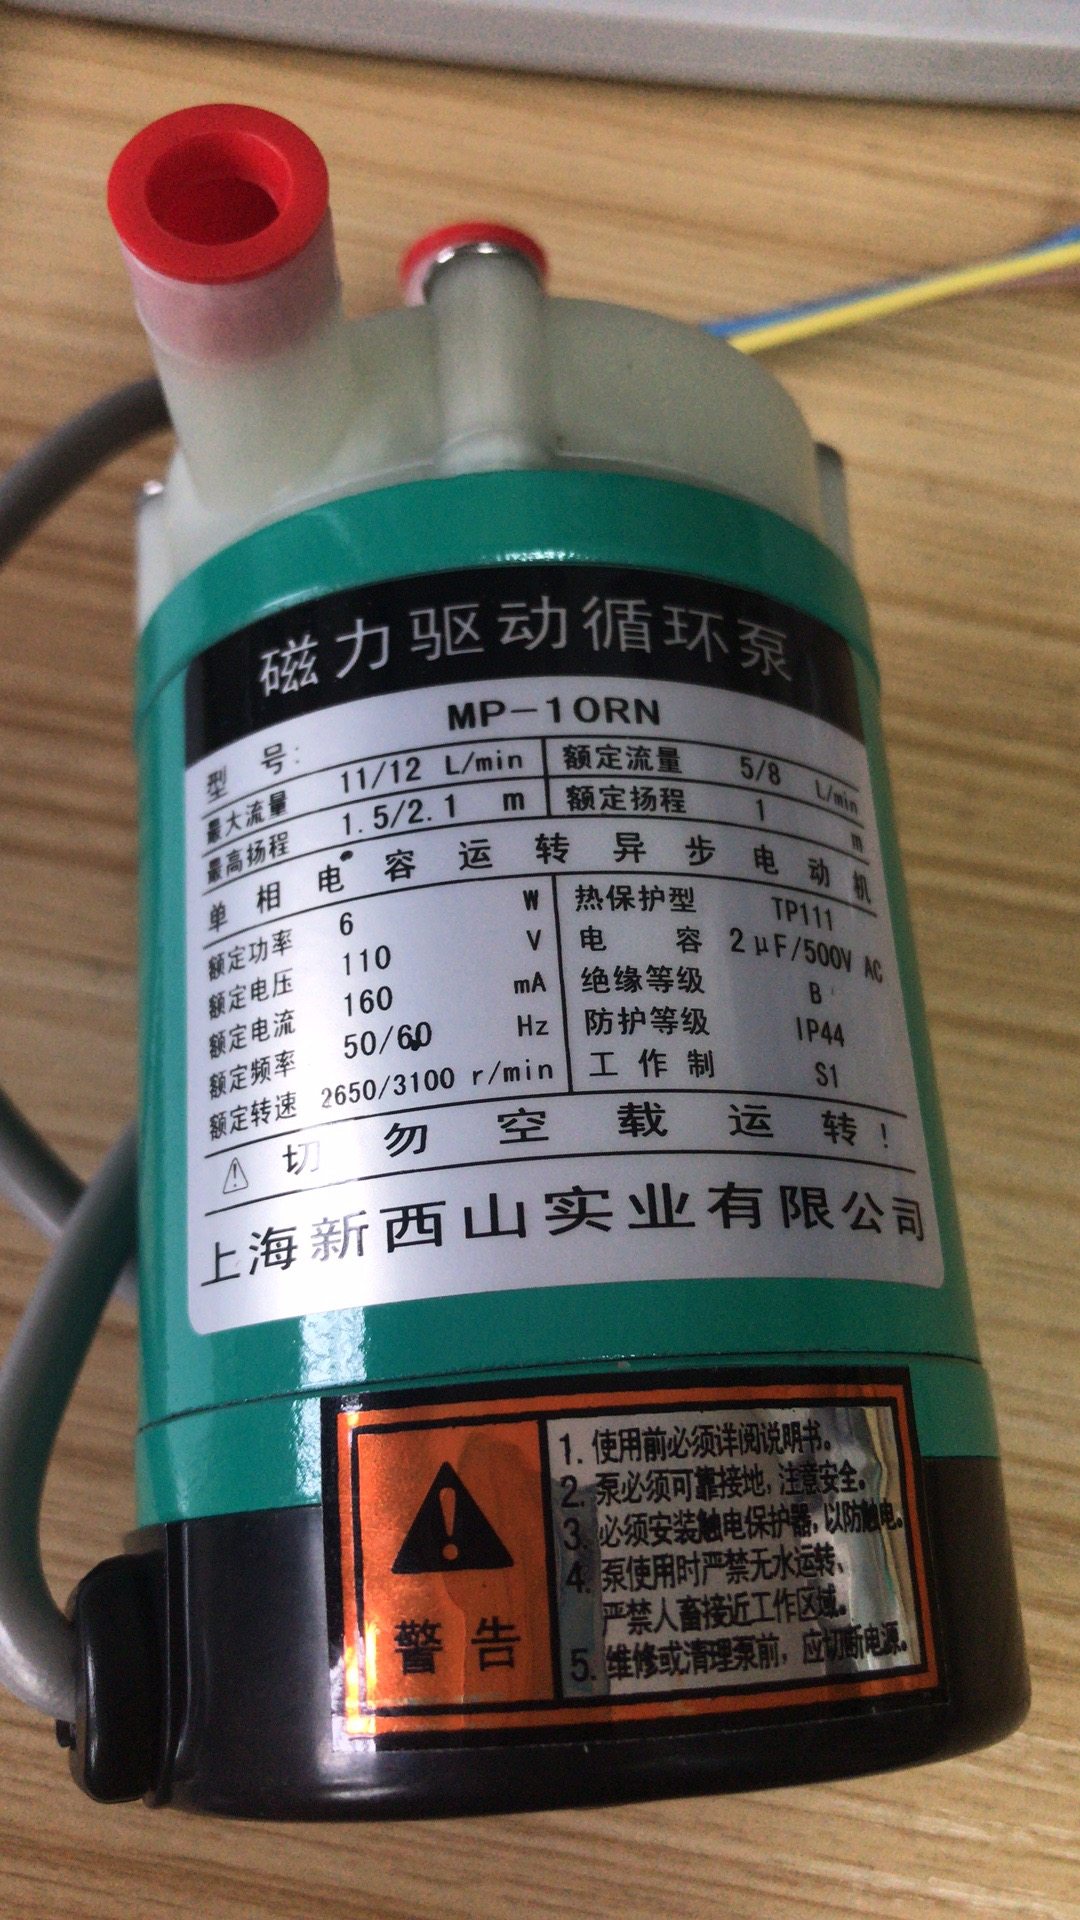 磁力驱动循环泵
型 号: MP-10RN
最大流量 11/12 L/min 额定流量 5/8 L/min
最高扬程 1.5/2.1 m 额定扬程 1 m
单相电容运转异步电动机
额定功率 6 W 热保护型 TP111
额定电压 110 V 电 容 2μF/500V AC
额定电流 160 mA 绝缘等级 B
额定频率 50/60 Hz 防护等级 IP44
额定转速 2650/3100 r/min 工作制 S1
切勿空载运转!
上海新西山实业有限公司
警告
1. 使用前必须详阅说明书。
2. 泵必须可靠接地,注意安全。
3. 必须安装触电保护器,以防触电。
4. 泵使用时严禁无水运转、
严禁人畜接近工作区域。
5. 维修或清理泵前,应切断电源。